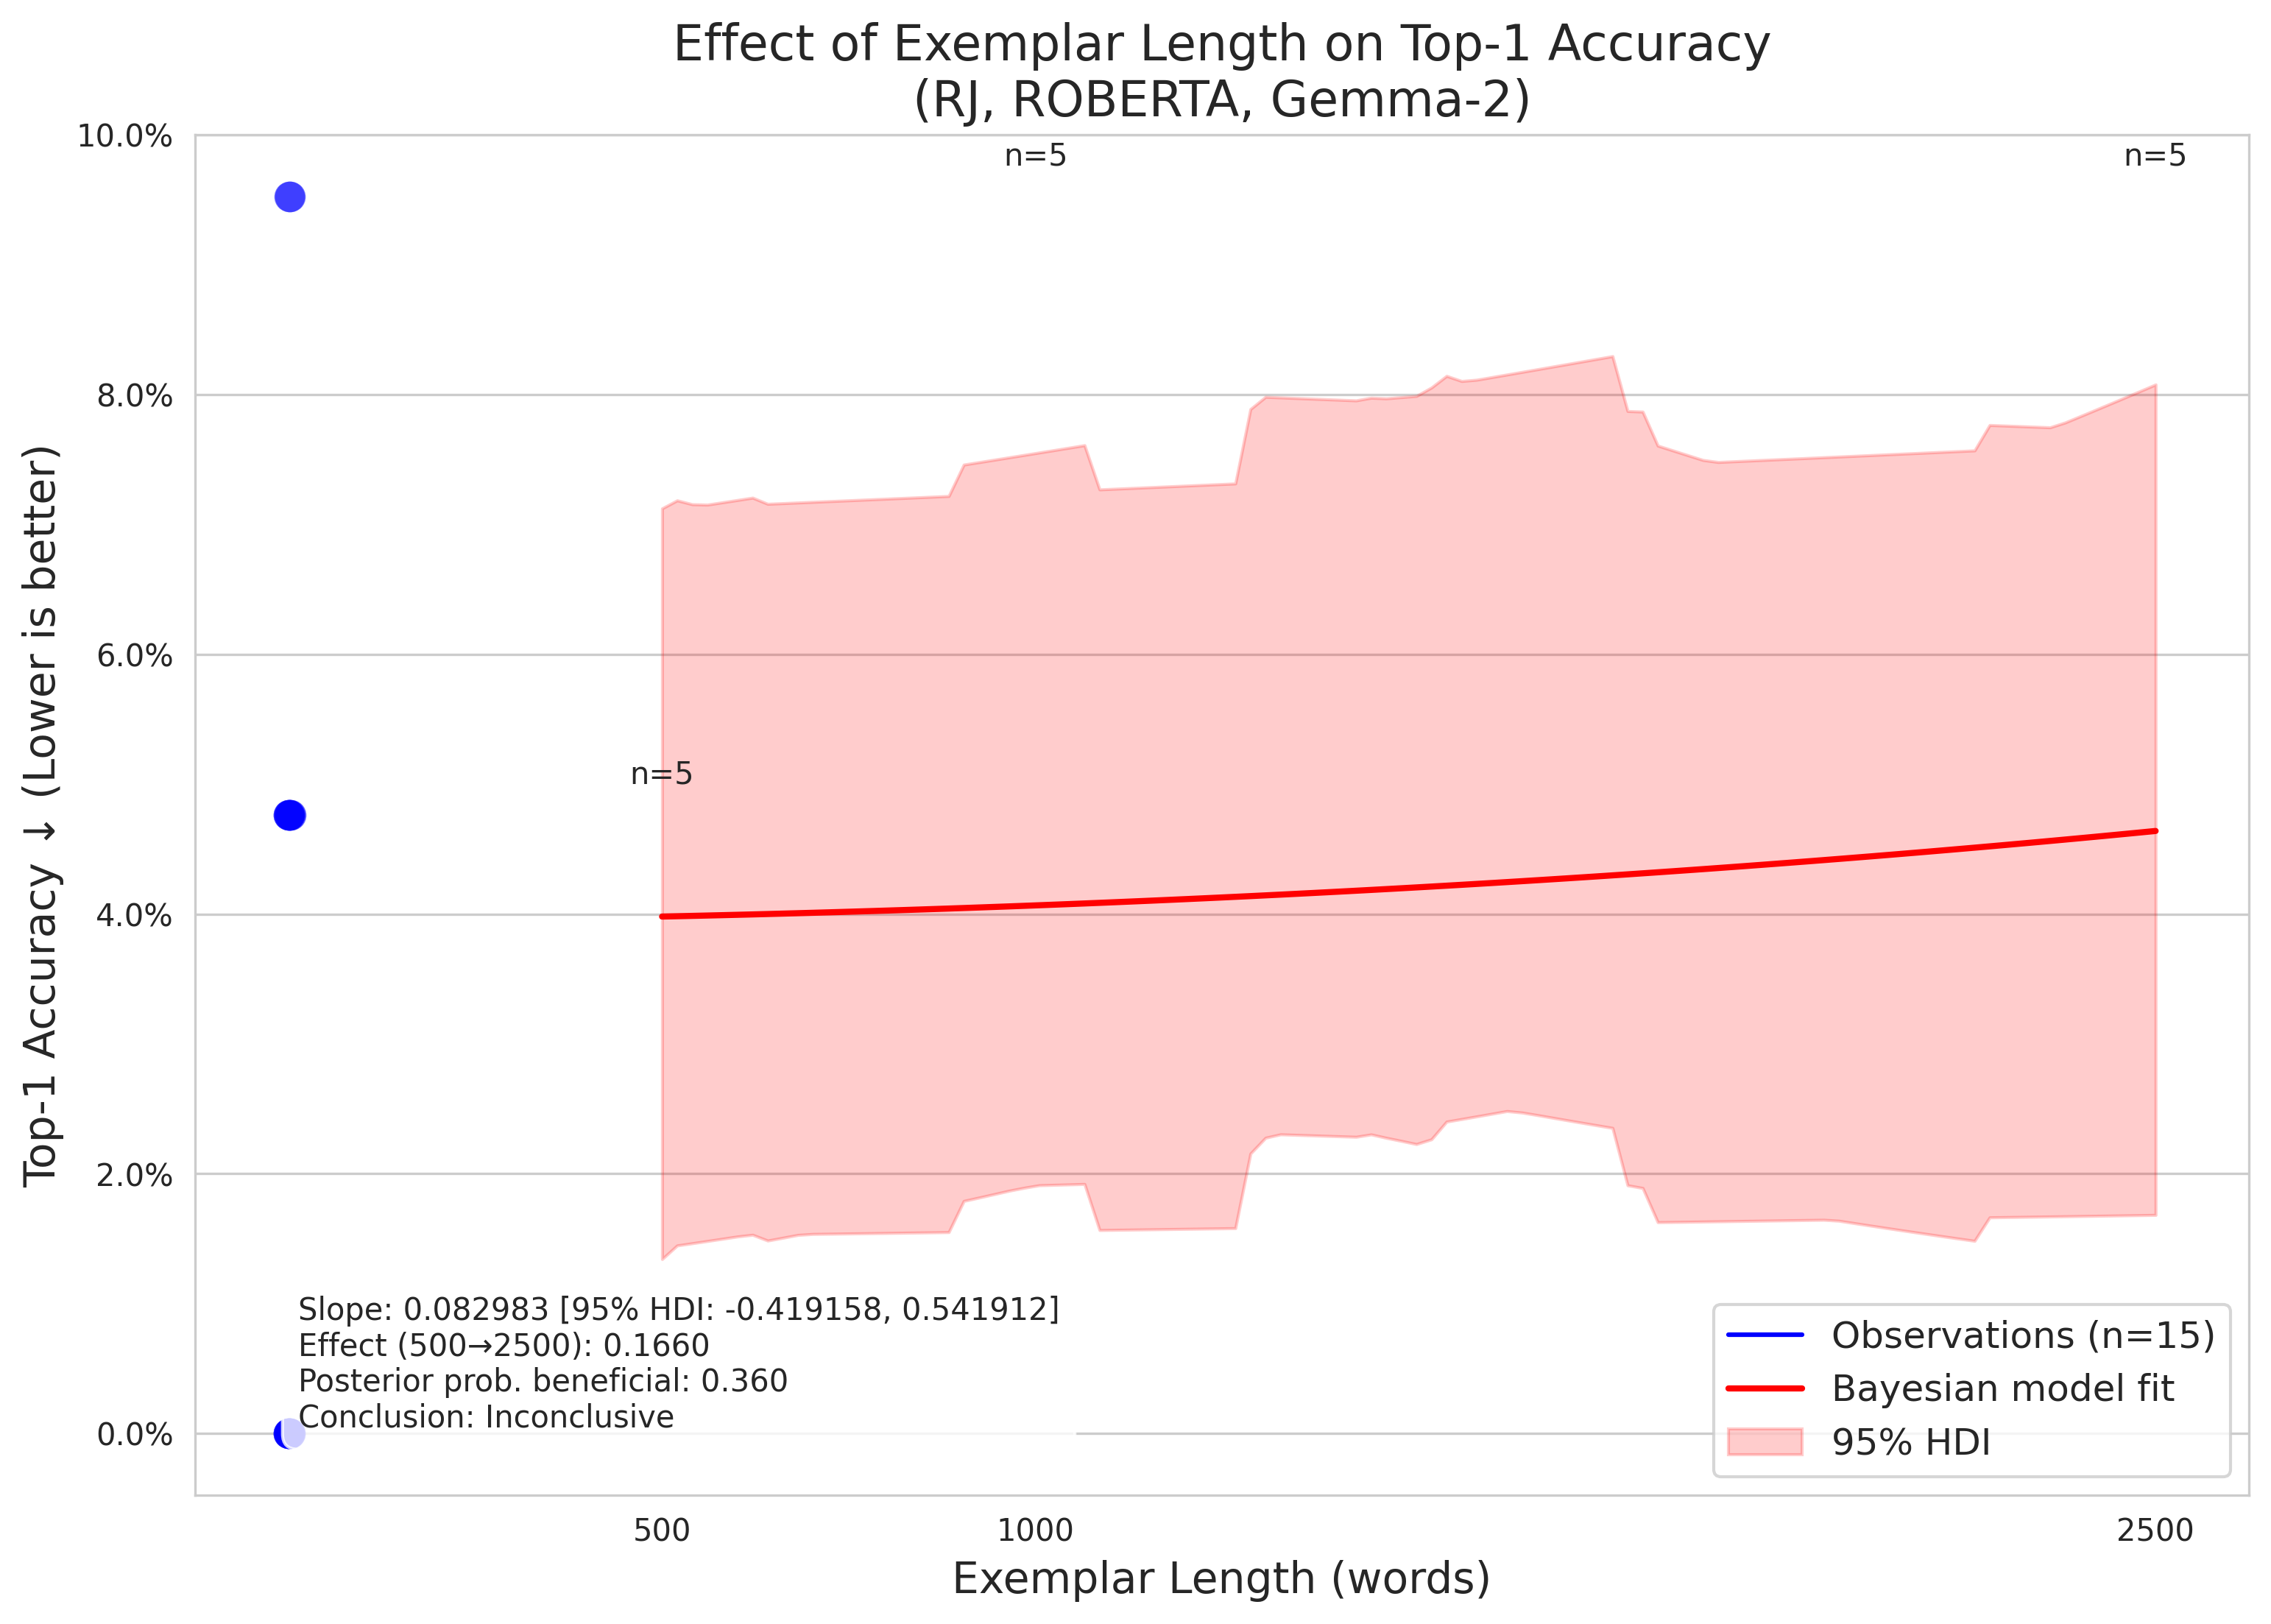 Effect of Exemplar Length on Top-1 Accuracy
(RJ, ROBERTA, Gemma-2)
Top-1 Accuracy ↓ (Lower is better)
10.0%
8.0%
6.0%
4.0%
2.0%
0.0%
n=5
n=5
n=5
Slope: 0.082983 [95% HDI: -0.419158, 0.541912]
Effect (500→2500): 0.1660
Posterior prob. beneficial: 0.360
Conclusion: Inconclusive
Observations (n=15)
Bayesian model fit
95% HDI
500
1000
2500
Exemplar Length (words)